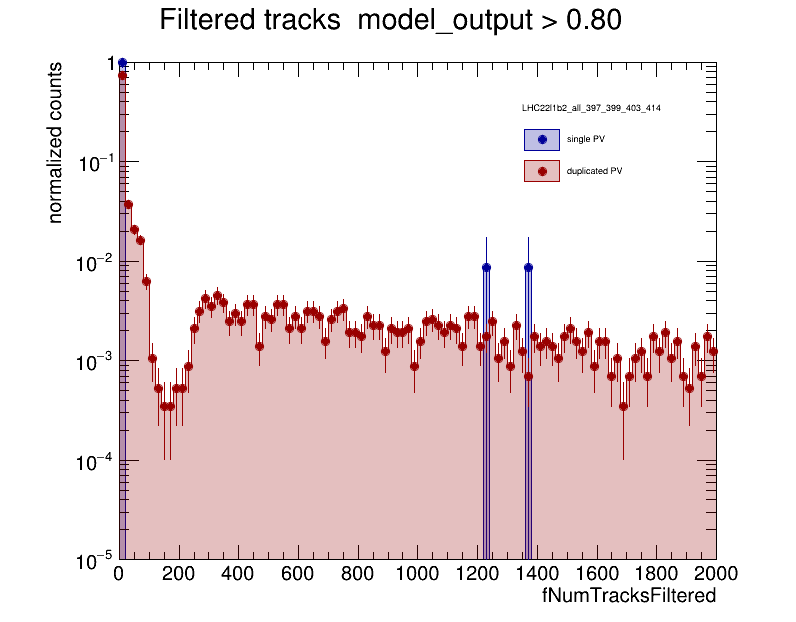 Filtered tracks  model_output > 0.80
normalized counts
LHC22l1b2_all_397_399_403_414
single PV
duplicated PV
1
10−1
10−2
10−3
10−4
10−5
0 200 400 600 800 1000 1200 1400 1600 1800 2000
fNumTracksFiltered